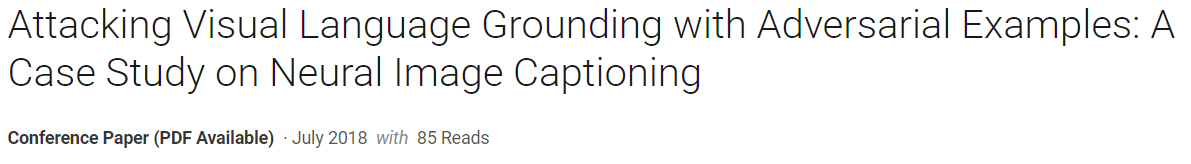 Attacking Visual Language Grounding with Adversarial Examples: A
Case Study on Neural Image Captioning
Conference Paper (PDF Available) · July 2018 with 85 Reads